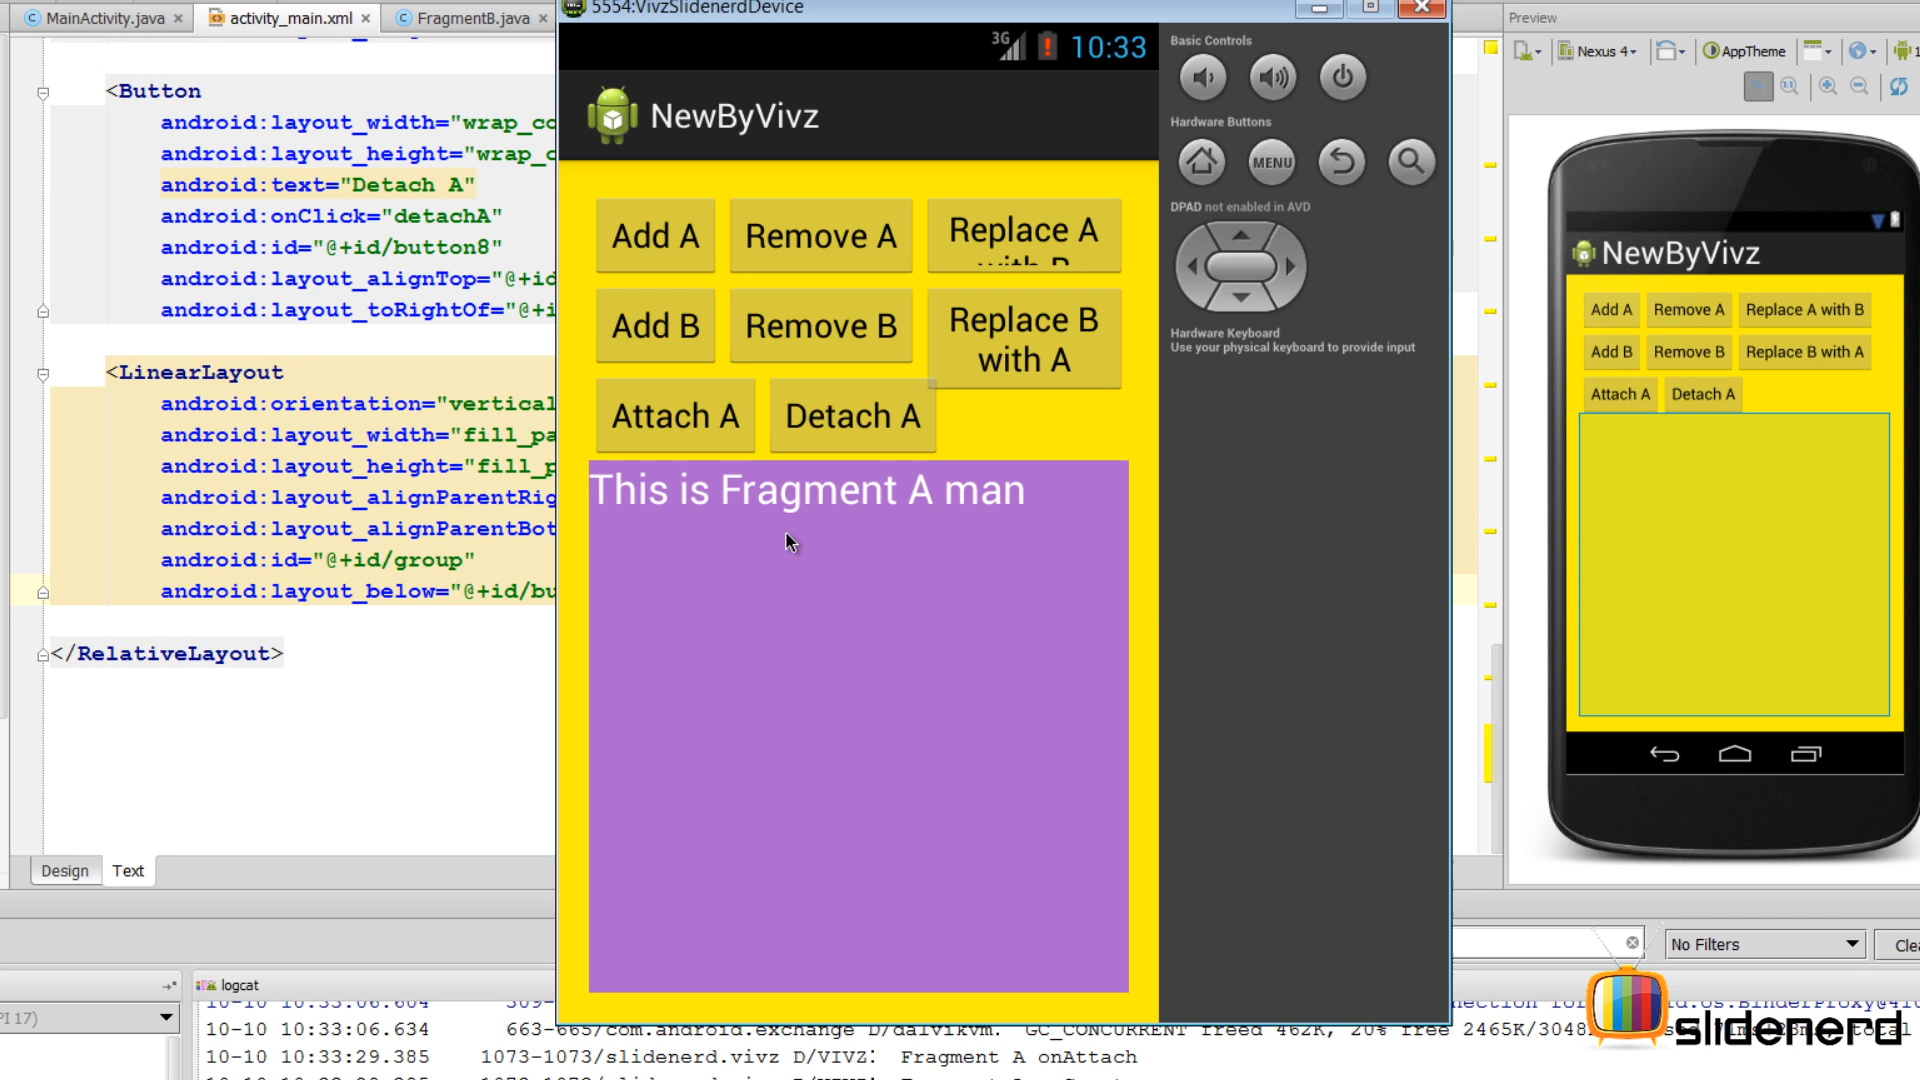 MainActivity.java
activity_main.xml
FragmentB.java
<Button
android:layout_width="wrap_co
android:layout_height="wrap_c
android:text="Detach A"
android:onClick="detachA"
android:id="@+id/button8"
android:layout_alignTop="@+id
android:layout_toRightOf="@+i
<LinearLayout
android:orientation="vertical
android:layout_width="fill_pa
android:layout_height="fill_p
android:layout_alignParentRig
android:layout_alignParentBot
android:id="@+id/group"
android:layout_below="@+id/bu
</RelativeLayout>
Design
Text
5554:VivzSlidenerdDevice
3G
10:33
NewByVivz
Add A
Remove A
Replace A
Add B
Remove B
Replace B
with A
Attach A
Detach A
This is Fragment A man
Basic Controls
Hardware Buttons
MENU
DPAD not enabled in AVD
Hardware Keyboard
Use your physical keyboard to provide input
Preview
Nexus 4
AppTheme
NewByVivz
Add A
Remove A
Replace A with B
Add B
Remove B
Replace B with A
Attach A
Detach A
No Filters
Clea
PI 17)
logcat
10-10 10:33:06.604
10-10 10:33:06.634 663-665/com.android.exchange D/dalvikvm: GC_CONCURRENT freed 462K, 20% free 2465K/3048
10-10 10:33:29.385 1073-1073/slidenerd.vivz D/VIVZ: Fragment A onAttach
slidenerd